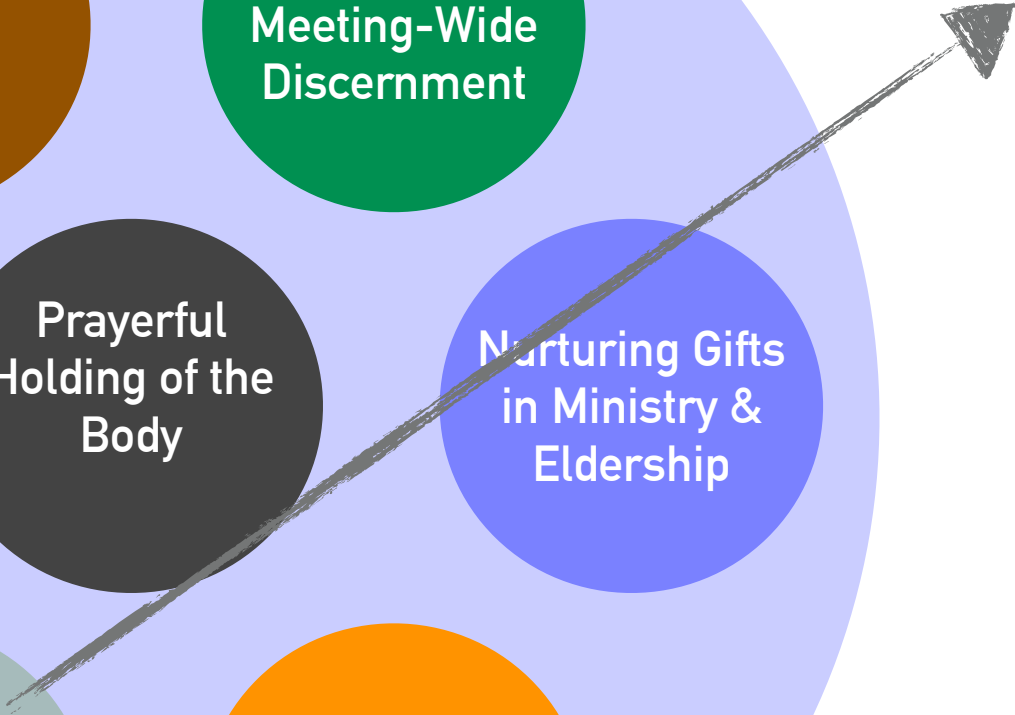 Meeting-Wide
Discernment
Prayerful
Holding of the
Body
Nurturing Gifts
in Ministry &
Eldership